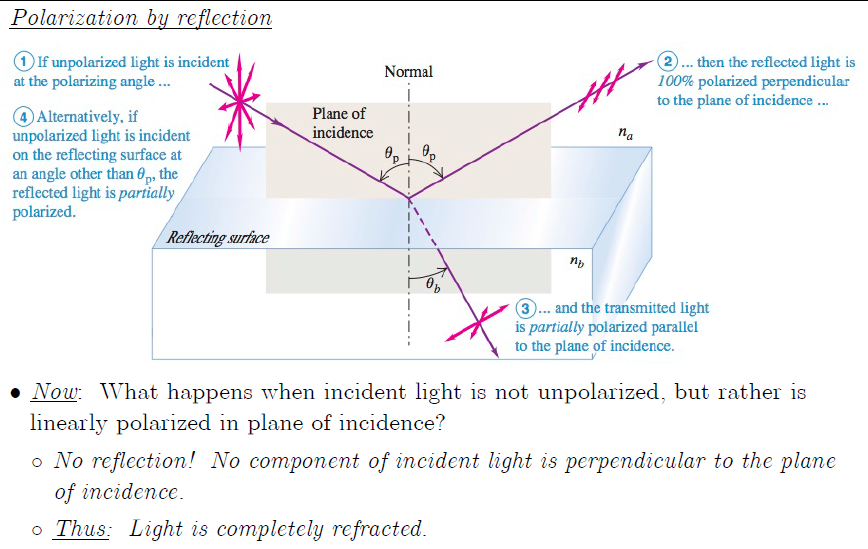 Polarization by reflection
① If unpolarized light is incident
at the polarizing angle ...
④ Alternatively, if
unpolarized light is incident
on the reflecting surface at
an angle other than θp, the
reflected light is partially
polarized.
Normal
Plane of
incidence
θp
θp
② ... then the reflected light is
100% polarized perpendicular
to the plane of incidence ...
na
Reflecting surface
nb
θb
③ ... and the transmitted light
is partially polarized parallel
to the plane of incidence.
• Now: What happens when incident light is not unpolarized, but rather is
linearly polarized in plane of incidence?
○ No reflection! No component of incident light is perpendicular to the plane
of incidence.
○ Thus: Light is completely refracted.